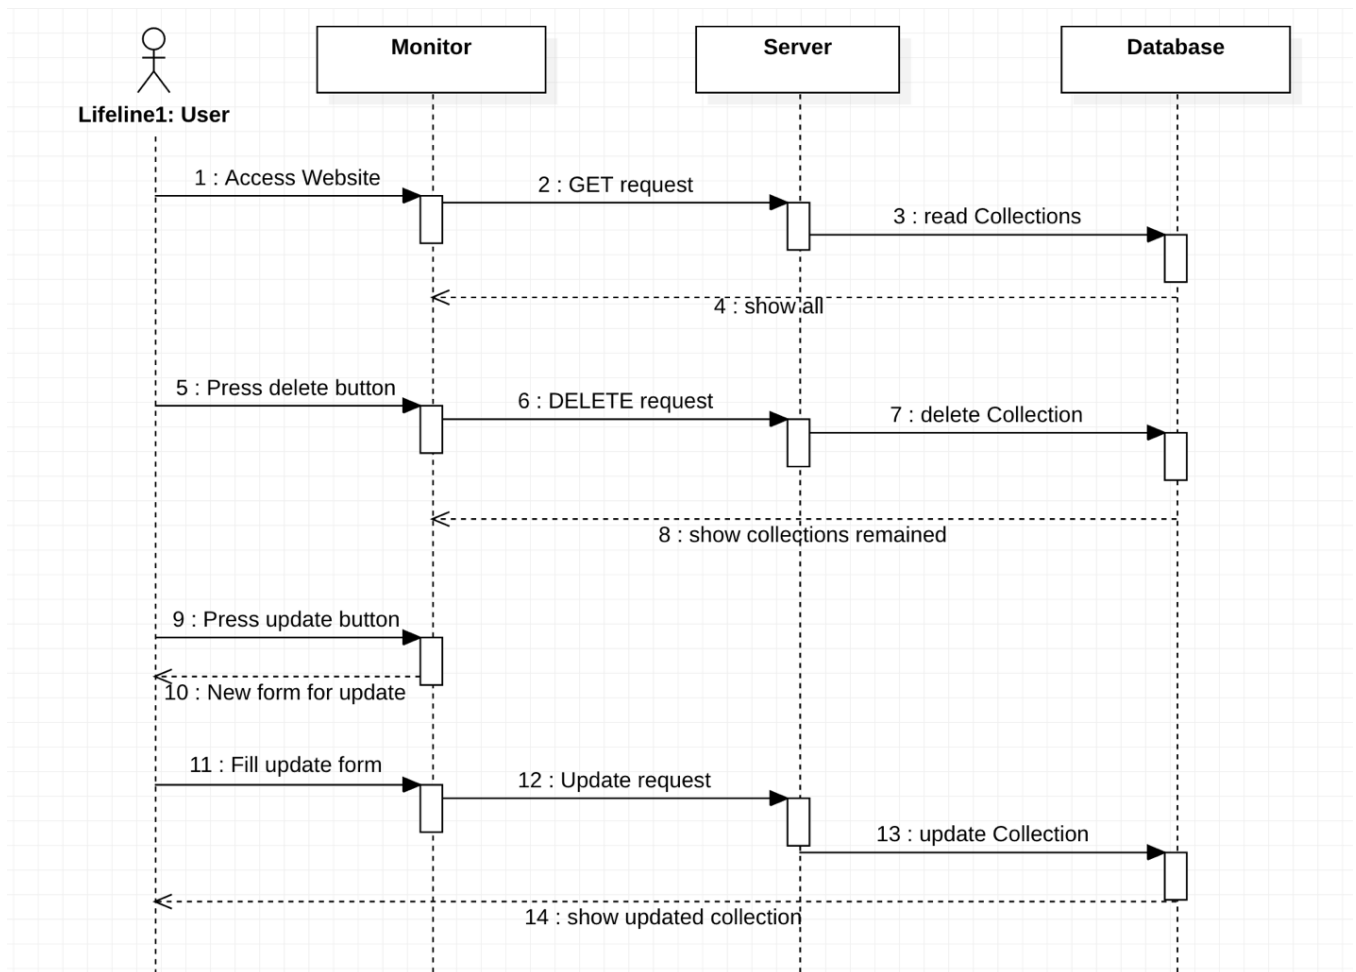 Monitor
Server
Database
Lifeline1: User
1 : Access Website
2 : GET request
3 : read Collections
4 : show all
5 : Press delete button
6 : DELETE request
7 : delete Collection
8 : show collections remained
9 : Press update button
10 : New form for update
11 : Fill update form
12 : Update request
13 : update Collection
14 : show updated collection